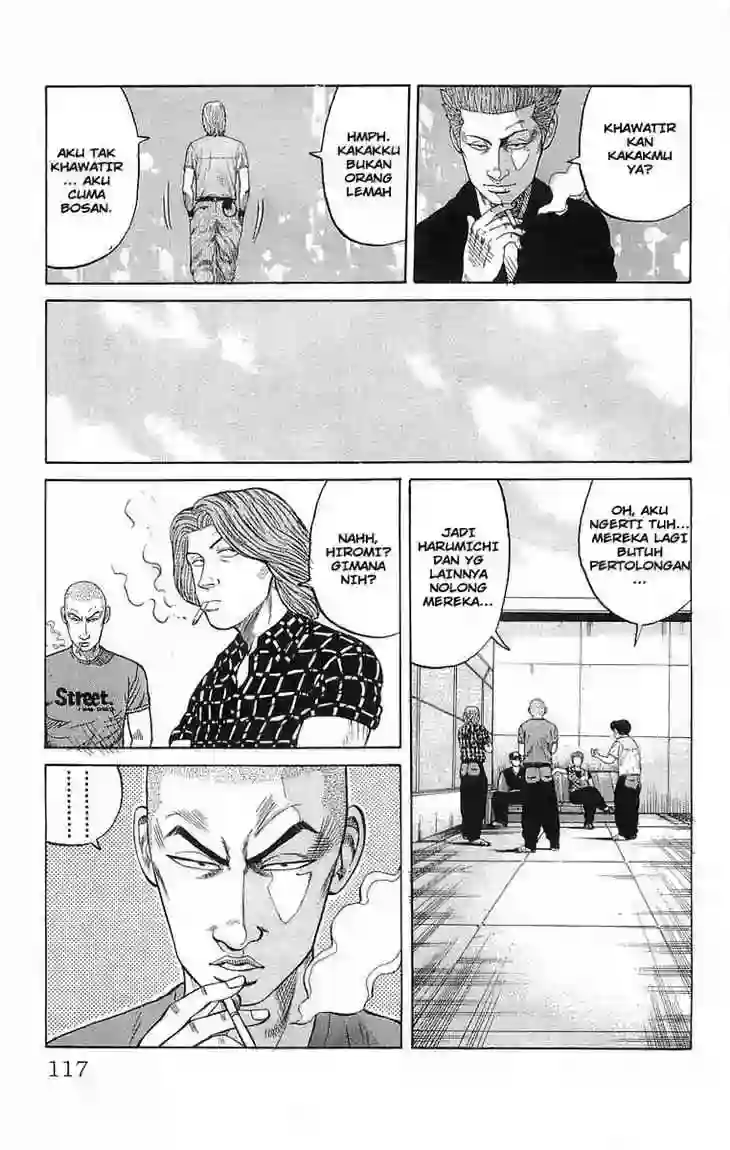 KHAWATIR
KAN
KAKAKMU
YA?
HMPH.
KAKAKKU
BUKAN
ORANG
LEMAH
AKU TAK
KHAWATIR
... AKU
CUMA
BOSAN.
OH, AKU
NGERTI TUH...
MEREKA LAGI
BUTUH
PERTOLONGAN
...
JADI
HARUMICHI
DAN YG
LAINNYA
NOLONG
MEREKA...
NAHH,
HIROMI?
GIMANA
NIH?
Street.
117